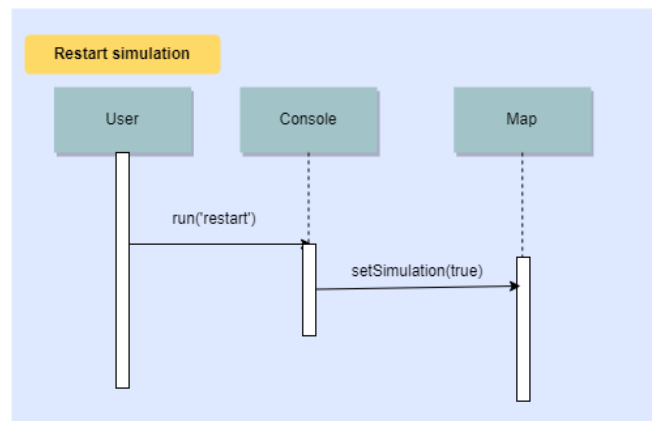 Restart simulation
User
Console
Map
run('restart')
setSimulation(true)